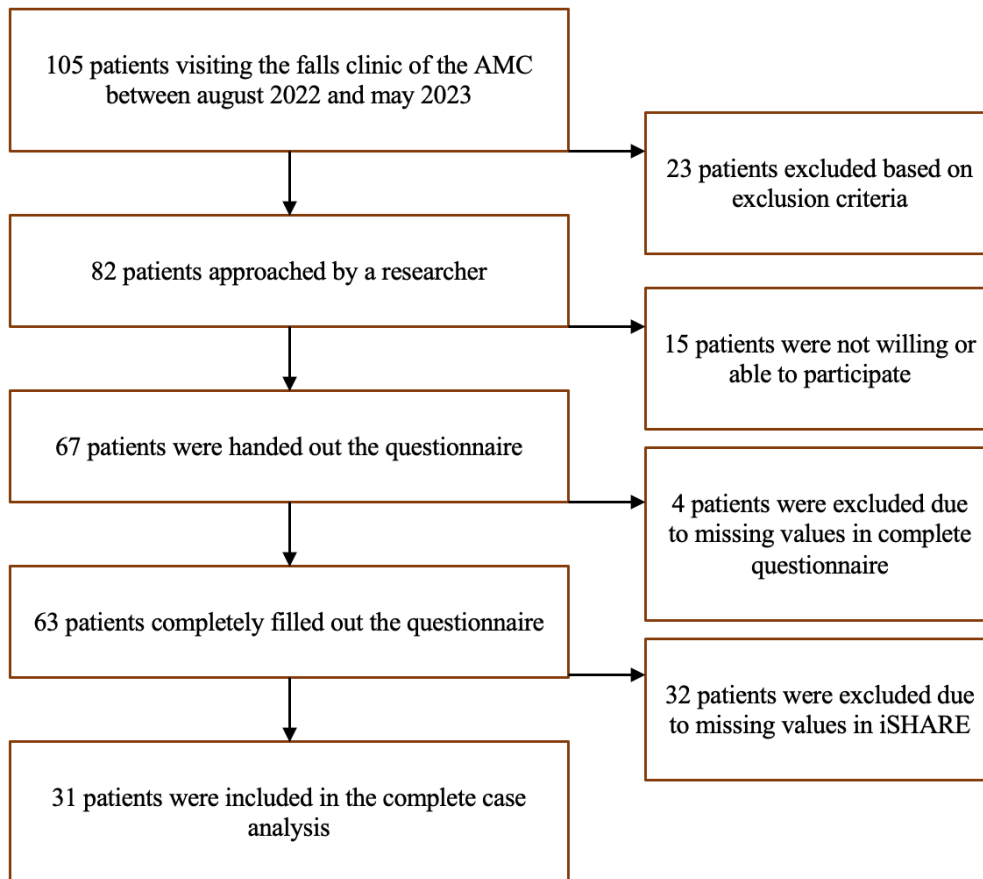 105 patients visiting the falls clinic of the AMC
between august 2022 and may 2023
23 patients excluded based on
exclusion criteria
82 patients approached by a researcher
15 patients were not willing or
able to participate
67 patients were handed out the questionnaire
4 patients were excluded due
to missing values in complete
questionnaire
63 patients completely filled out the questionnaire
32 patients were excluded due
to missing values in iSHARE
31 patients were included in the complete case
analysis